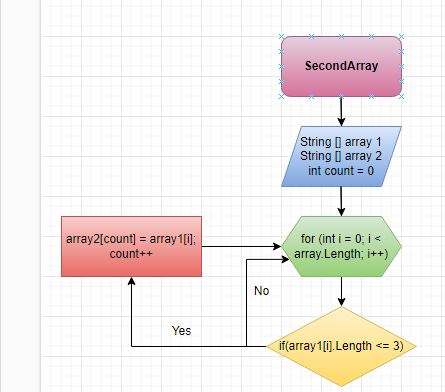 SecondArray
String [] array 1
String [] array 2
int count = 0
for (int i = 0; i <
array.Length; i++)
array2[count] = array1[i];
count++
No
Yes
if(array1[i].Length <= 3)